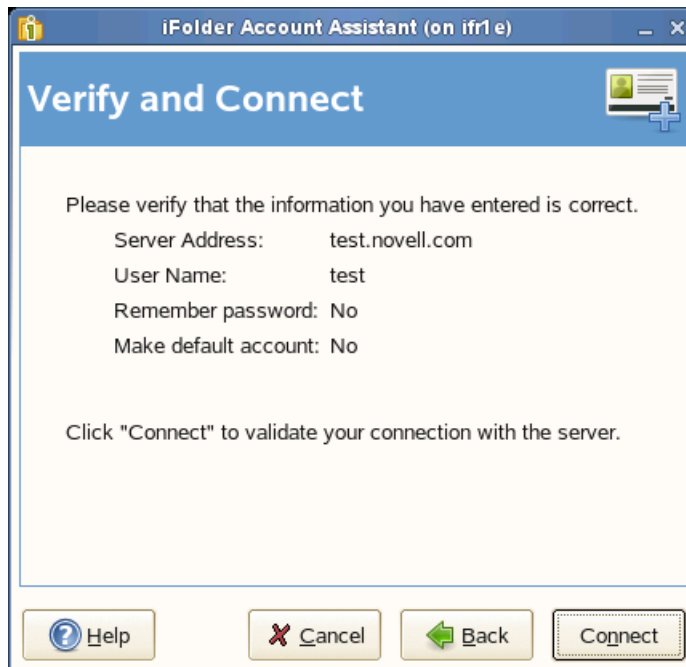 iFolder Account Assistant (on ifr1e)
Verify and Connect
Please verify that the information you have entered is correct.
Server Address: test.novell.com
User Name: test
Remember password: No
Make default account: No
Click "Connect" to validate your connection with the server.
Help Cancel Back Connect